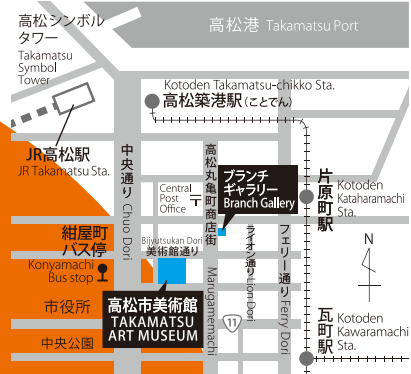 高松港 Takamatsu Port
高松シンボル
タワー
Takamatsu
Symbol
Tower
Kotoden Takamatsu-chikko Sta.
高松築港駅(ことでん)
JR高松駅
JR Takamatsu Sta.
中央通り Chuo Dori
高松丸亀町商店街
Marugamemachi
ブランチ
ギャラリー
Branch Gallery
Central
Post
Office
〒
片原町駅
Kotoden
Kataharamachi
Sta.
紺屋町
バス停
Konyamachi
Bus stop
Bijyutsukan Dori
美術館通り
ライオン通り Lion Dori
フェリー通り Ferry Dori
N
高松市美術館
TAKAMATSU
ART MUSEUM
市役所
中央公園
11
瓦町駅
Kotoden
Kawaramachi
Sta.